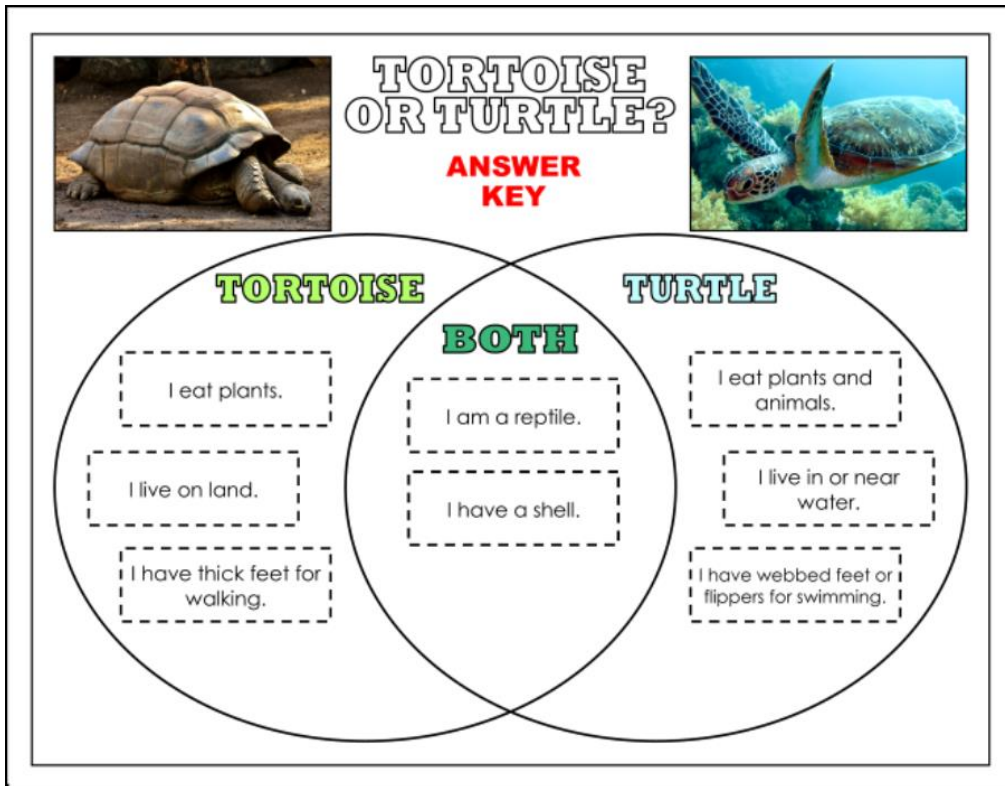 TORTOISE
OR TURTLE?
ANSWER
KEY
TORTOISE
TURTLE
BOTH
I eat plants.
I live on land.
I have thick feet for
walking.
I am a reptile.
I have a shell.
I eat plants and
animals.
I live in or near
water.
I have webbed feet or
flippers for swimming.